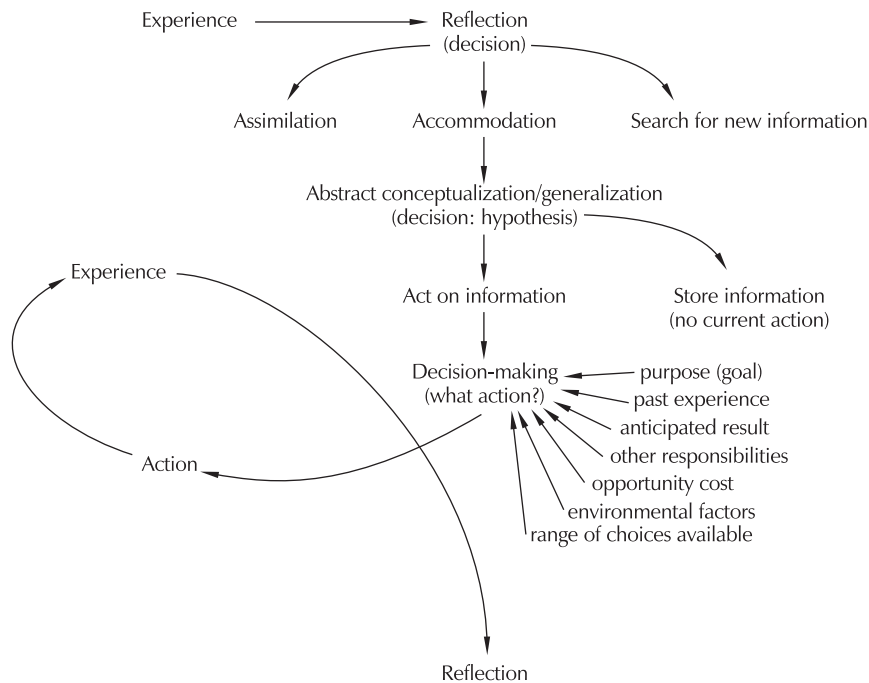 Experience
Reflection
(decision)
Assimilation
Accommodation
Search for new information
Abstract conceptualization/generalization
(decision: hypothesis)
Experience
Act on information
Store information
(no current action)
Decision-making
(what action?)
purpose (goal)
past experience
anticipated result
other responsibilities
Action
opportunity cost
environmental factors
range of choices available
Reflection